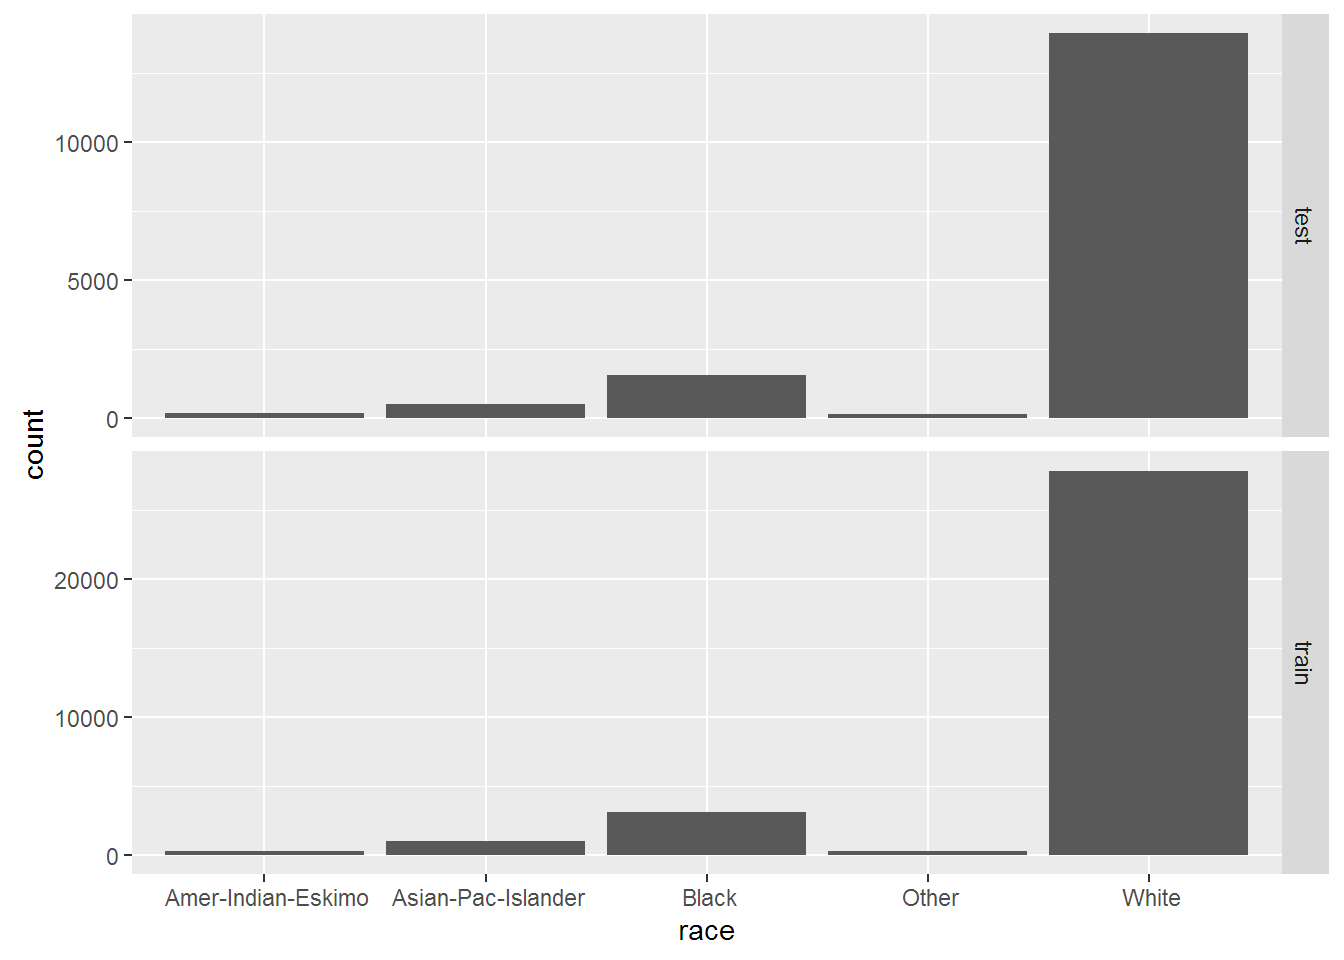 10000
5000
0
test
count
20000
10000
0
train
Amer-Indian-Eskimo Asian-Pac-Islander Black Other White
race